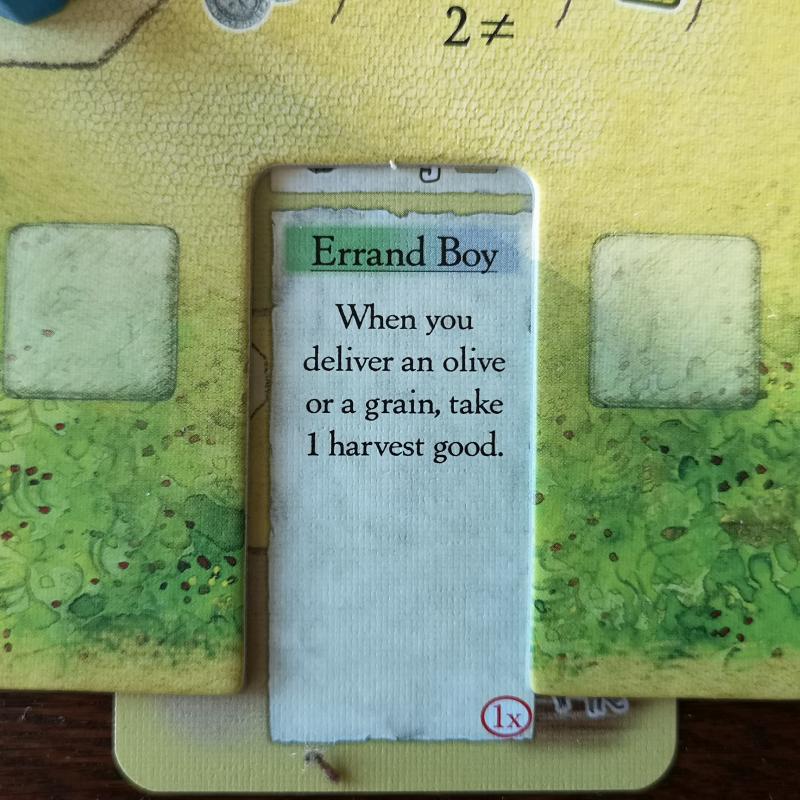 2 ≠
Errand Boy
When you
deliver an olive
or a grain, take
1 harvest good.
1x